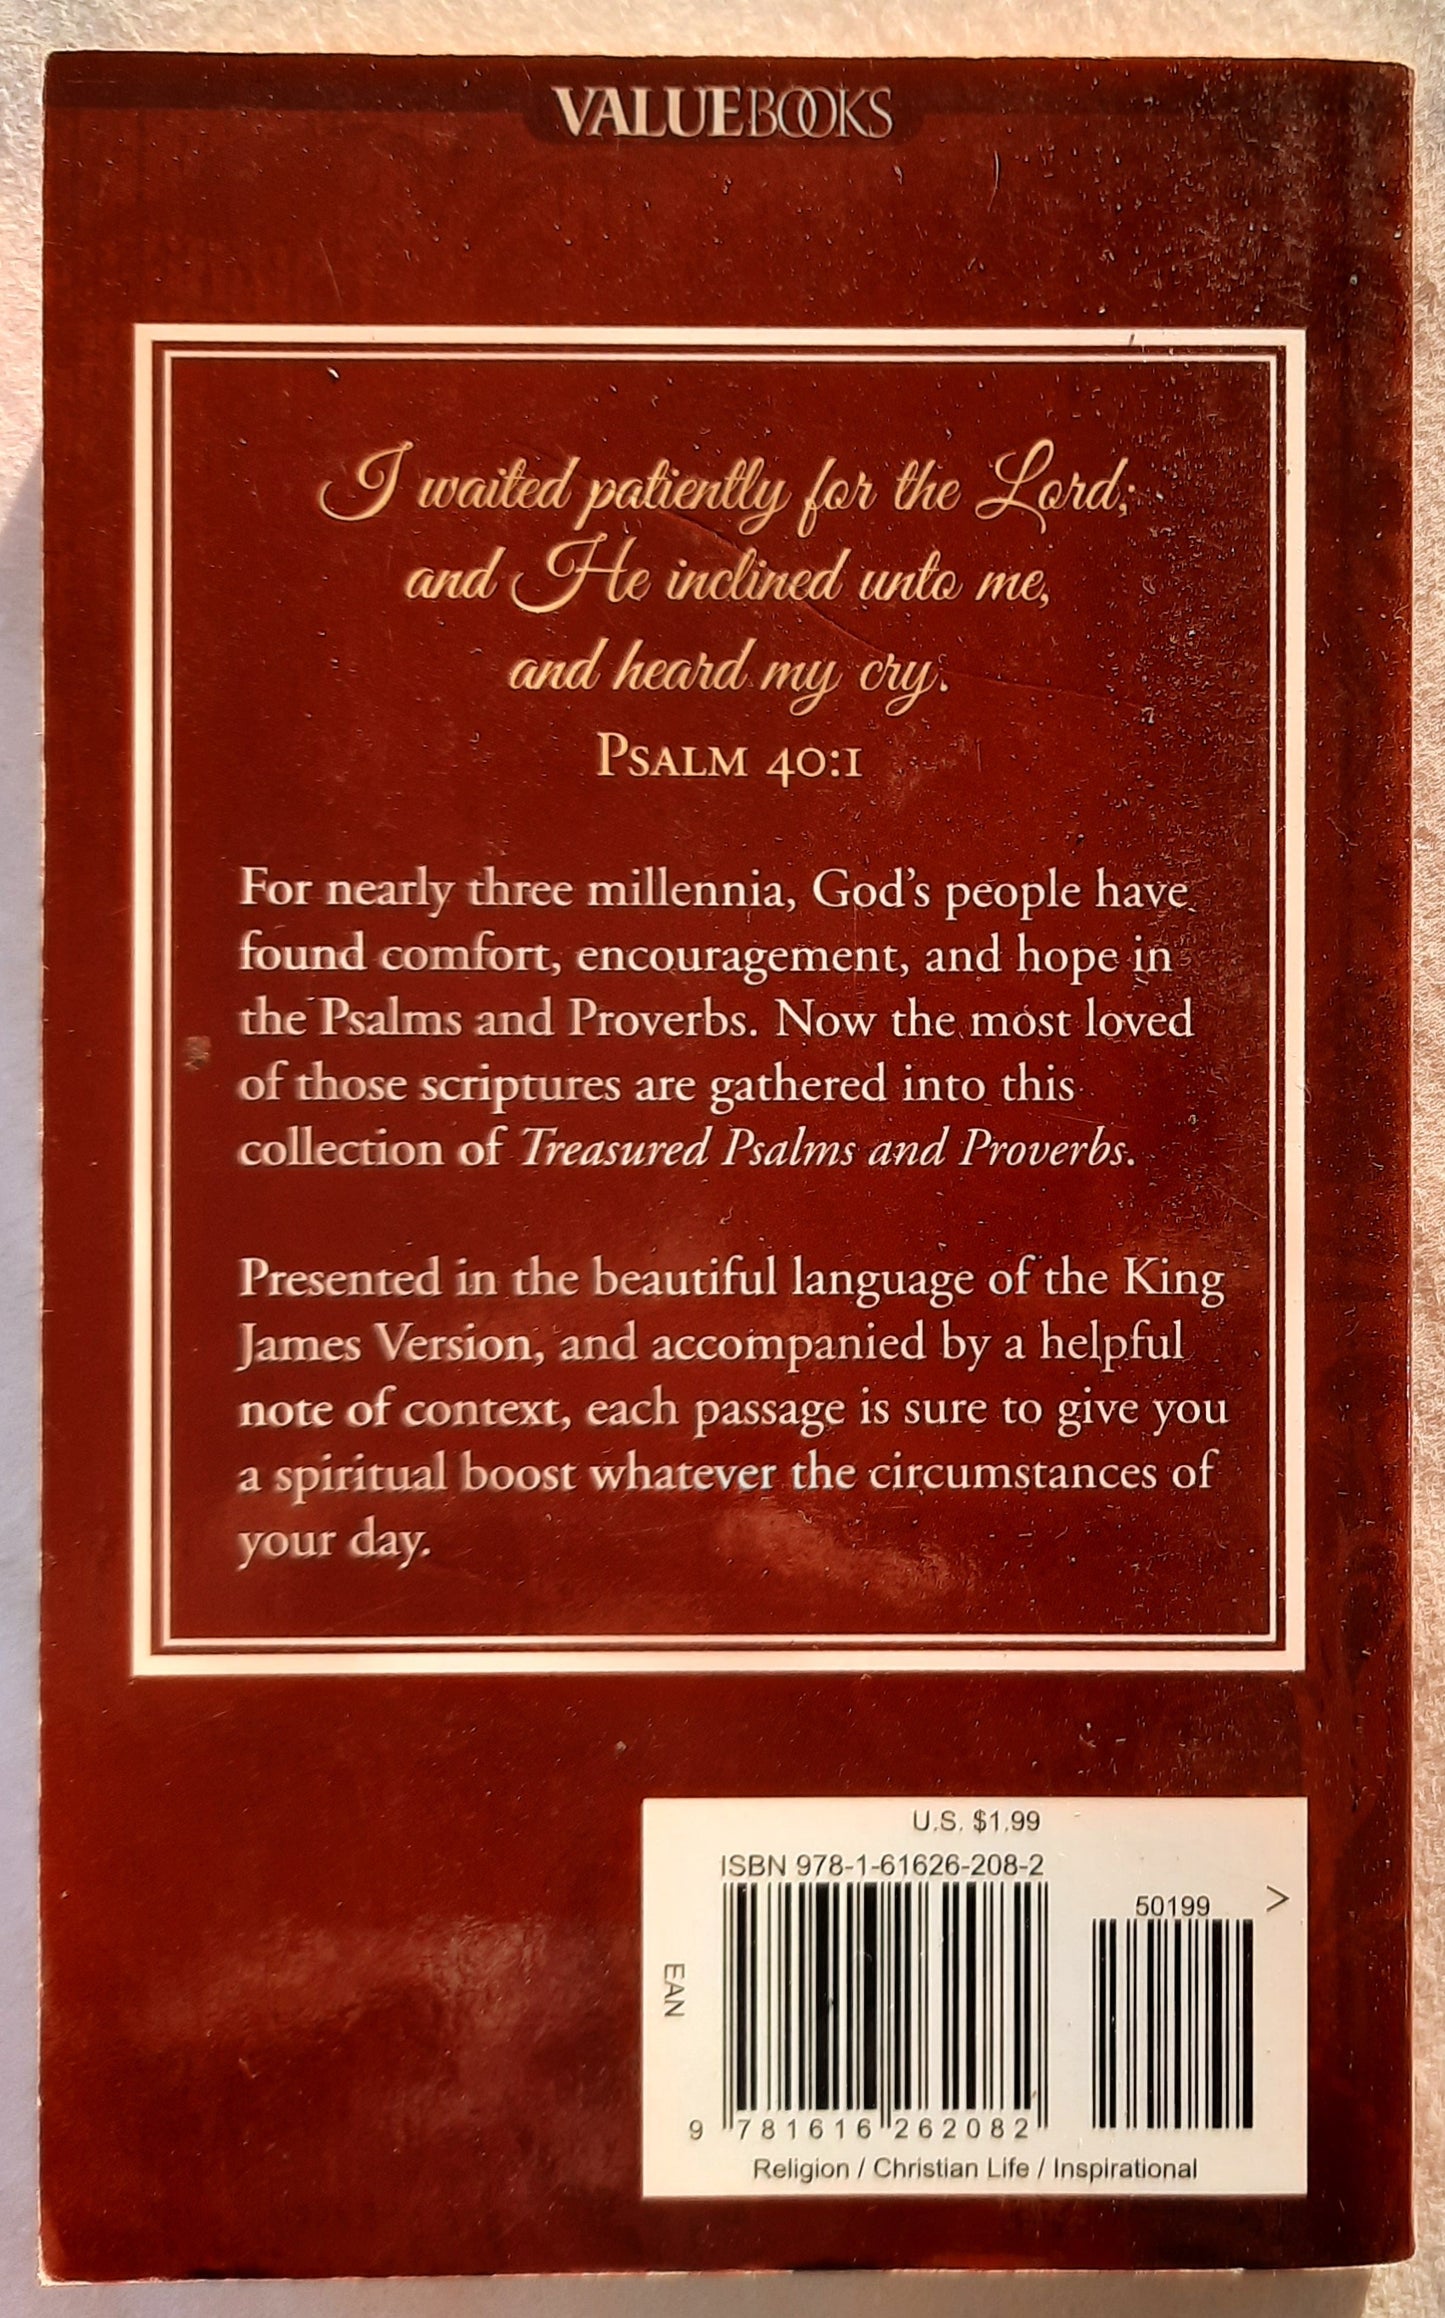 VALUEBOOKS
I waited patiently for the Lord;
and He inclined unto me,
and heard my cry.
PSALM 40:1
For nearly three millennia, God's people have
found comfort, encouragement, and hope in
the Psalms and Proverbs. Now the most loved
of those scriptures are gathered into this
collection of Treasured Psalms and Proverbs.
Presented in the beautiful language of the King
James Version, and accompanied by a helpful
note of context, each passage is sure to give you
a spiritual boost whatever the circumstances of
your day.
U.S. $1.99
ISBN 978-1-61626-208-2
50199 >
EAN
9 781616 262082
Religion / Christian Life / Inspirational